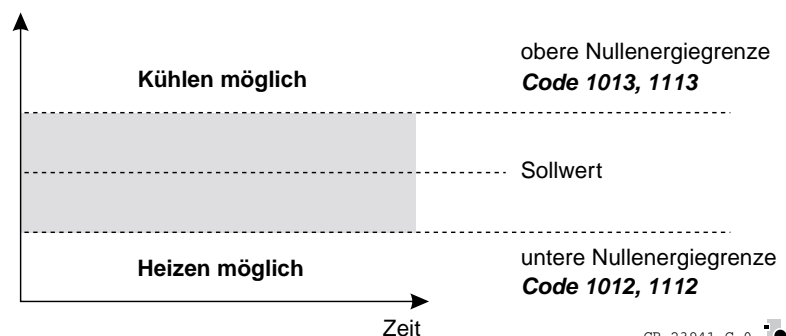 obere Nullenergiegrenze
Kühlen möglich
Code 1013, 1113
Sollwert
untere Nullenergiegrenze
Heizen möglich
Code 1012, 1112
Zeit